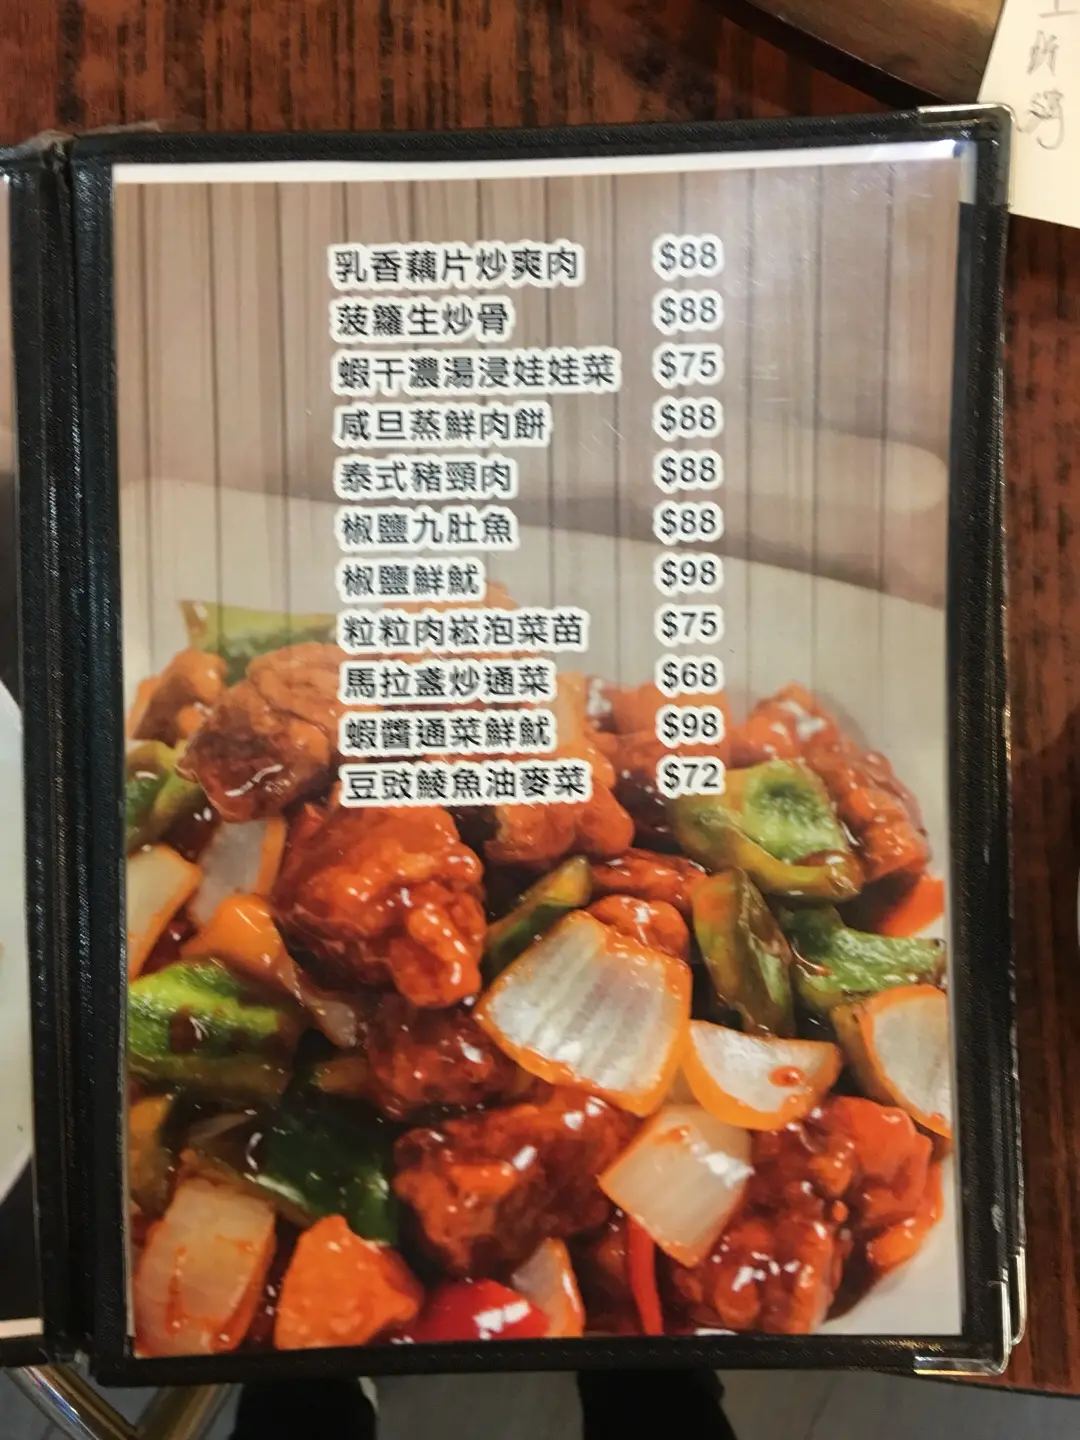 乳香藕片炒爽肉 $88
菠籮生炒骨 $88
蝦干濃湯浸娃娃菜 $75
咸旦蒸鮮肉餅 $88
泰式豬頸肉 $88
椒鹽九肚魚 $88
椒鹽鮮魷 $98
粒粒肉崧泡菜苗 $75
馬拉盞炒通菜 $68
蝦醬通菜鮮魷 $98
豆豉鯪魚油麥菜 $72